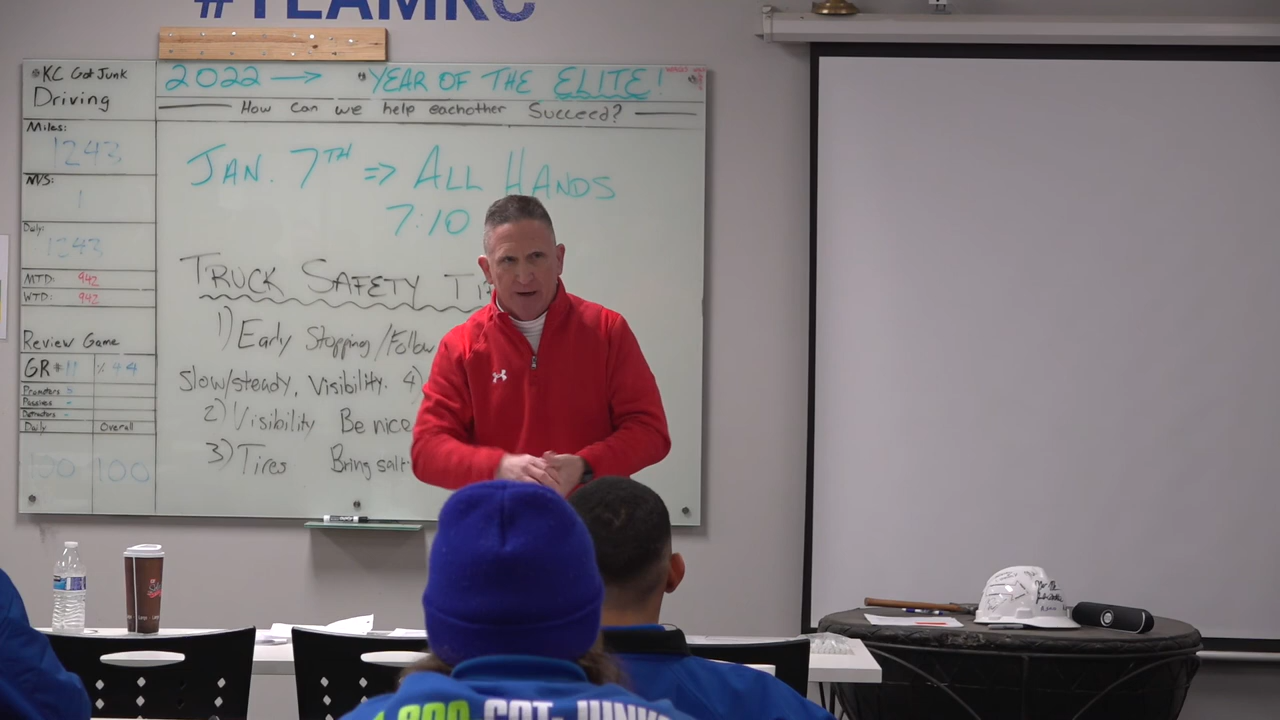 #TEAMKC
KC Got Junk
Driving
2022 → YEAR OF THE ELITE!
How can we help eachother Succeed?
Miles:
1243
NVS:
1
Daily:
1243
MTD: 942
WTD: 942
Review Game
GR # 11 % 44
Promoters
Passives -
Detractors -
Daily Overall
100 100
JAN. 7TH => ALL HANDS
7:10
TRUCK SAFETY TI
1) Early Stopping/Follow
Slow/steady, Visibility. 4)
2) Visibility Be nice
3) Tires Bring salt
1-800-GOT-JUNK?